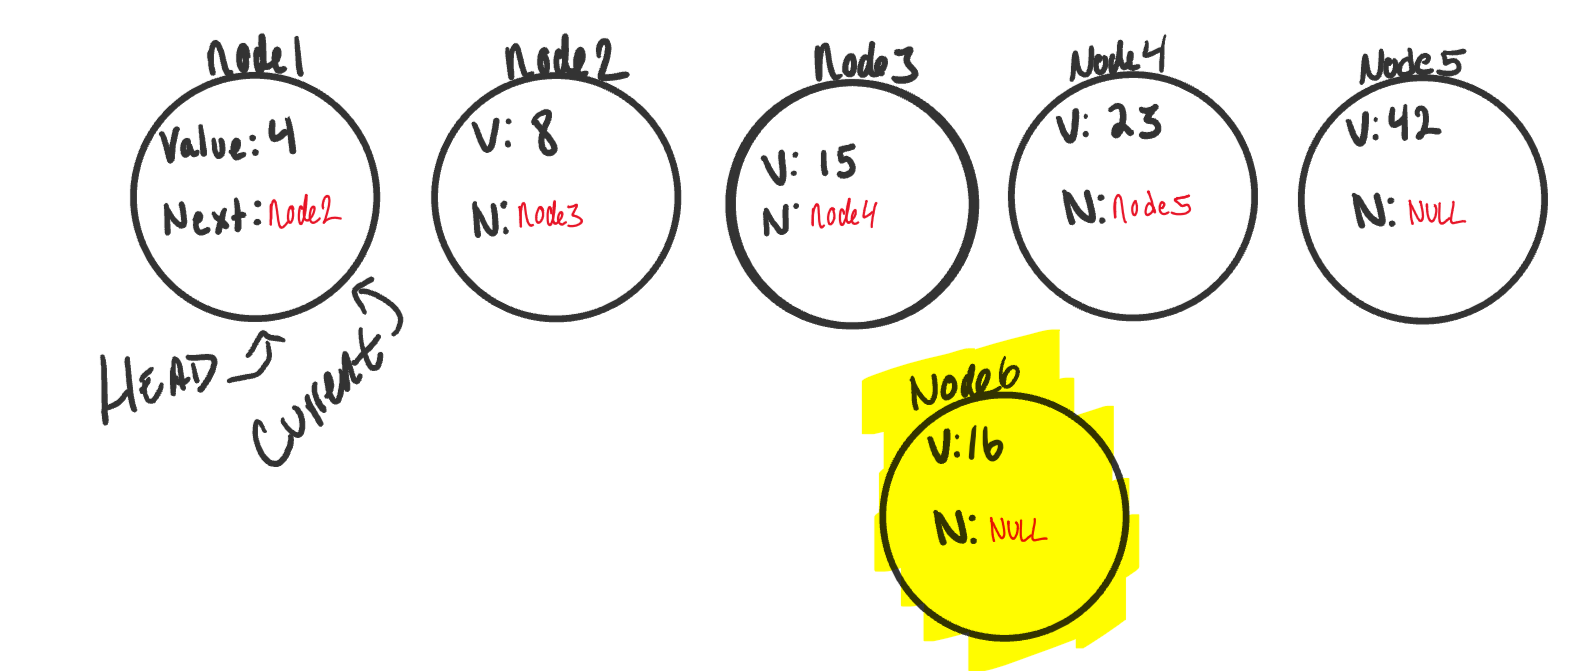 node1
Value: 4
Next: node2
node2
V: 8
N: node3
node3
V: 15
N: node4
Node4
V: 23
N: node5
Node5
V: 42
N: NULL
HEAD
Current
Node6
V: 16
N: NULL